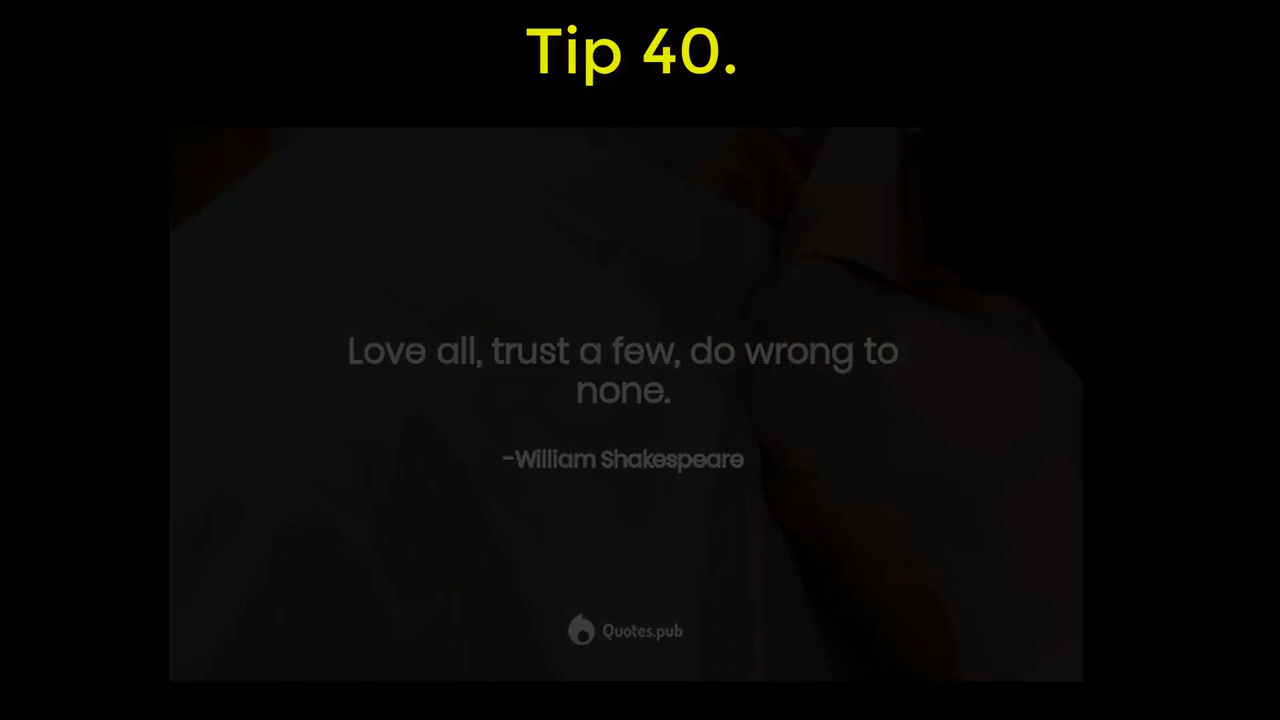 Tip 40.
Love all, trust a few, do wrong to
none.
-William Shakespeare
Quotes.pub